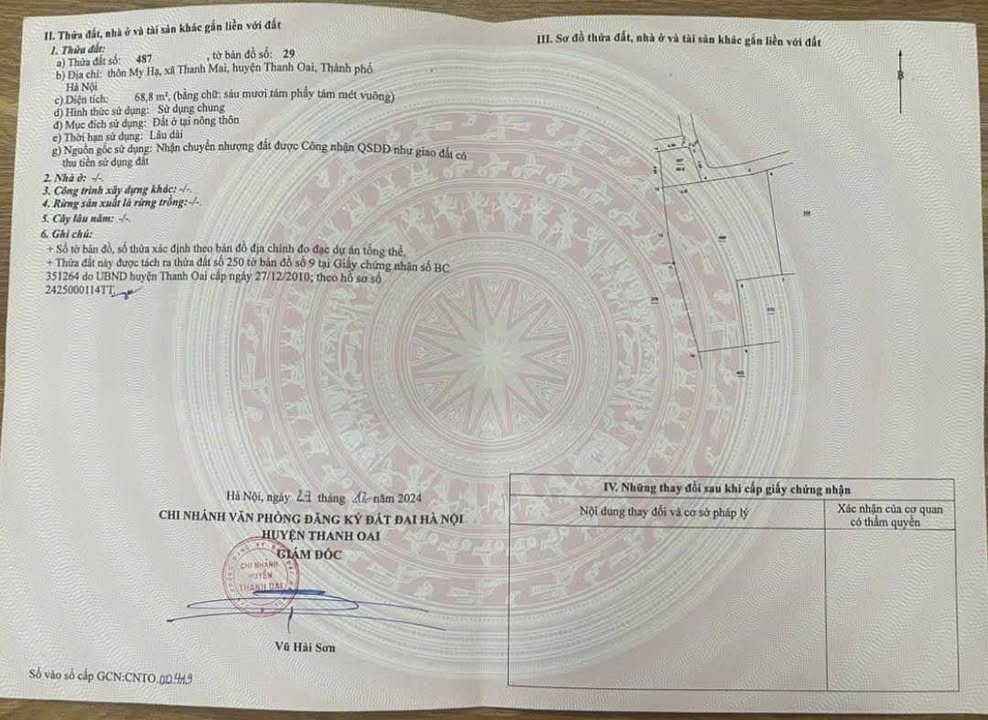 II. Thửa đất, nhà ở và tài sản khác gắn liền với đất
1. Thửa đất:
a) Thửa đất số: 487 , tờ bản đồ số: 29
b) Địa chỉ: thôn My Hạ, xã Thanh Mai, huyện Thanh Oai, Thành phố
Hà Nội
c) Diện tích: 68,8 m², (bằng chữ: sáu mươi tám phẩy tám mét vuông)
d) Hình thức sử dụng: Sử dụng chung
đ) Mục đích sử dụng: Đất ở tại nông thôn
e) Thời hạn sử dụng: Lâu dài
g) Nguồn gốc sử dụng: Nhận chuyển nhượng đất được Công nhận QSDĐ như giao đất có
thu tiền sử dụng đất
2. Nhà ở: -/-.
3. Công trình xây dựng khác: -/-.
4. Rừng sản xuất là rừng trồng: -/-.
5. Cây lâu năm: -/-.
6. Ghi chú:
+ Số tờ bản đồ, số thửa xác định theo bản đồ địa chính đo đạc dự án tổng thể.
+ Thửa đất này được tách ra thửa đất số 250 tờ bản đồ số 9 tại Giấy chứng nhận số BC
351264 do UBND huyện Thanh Oai cấp ngày 27/12/2010; theo hồ sơ số
2425000114TT
Hà Nội, ngày 27 tháng 12 năm 2024
CHI NHÁNH VĂN PHÒNG ĐĂNG KÝ ĐẤT ĐAI HÀ NỘI
HUYỆN THANH OAI
GIÁM ĐỐC
CHI NHÁNH
HUYỆN
THANH OAI
Vũ Hải Sơn
Số vào sổ cấp GCN:CNTO.00419
III. Sơ đồ thửa đất, nhà ở và tài sản khác gắn liền với đất
B
IV. Những thay đổi sau khi cấp giấy chứng nhận
Nội dung thay đổi và cơ sở pháp lý
Xác nhận của cơ quan
có thẩm quyền